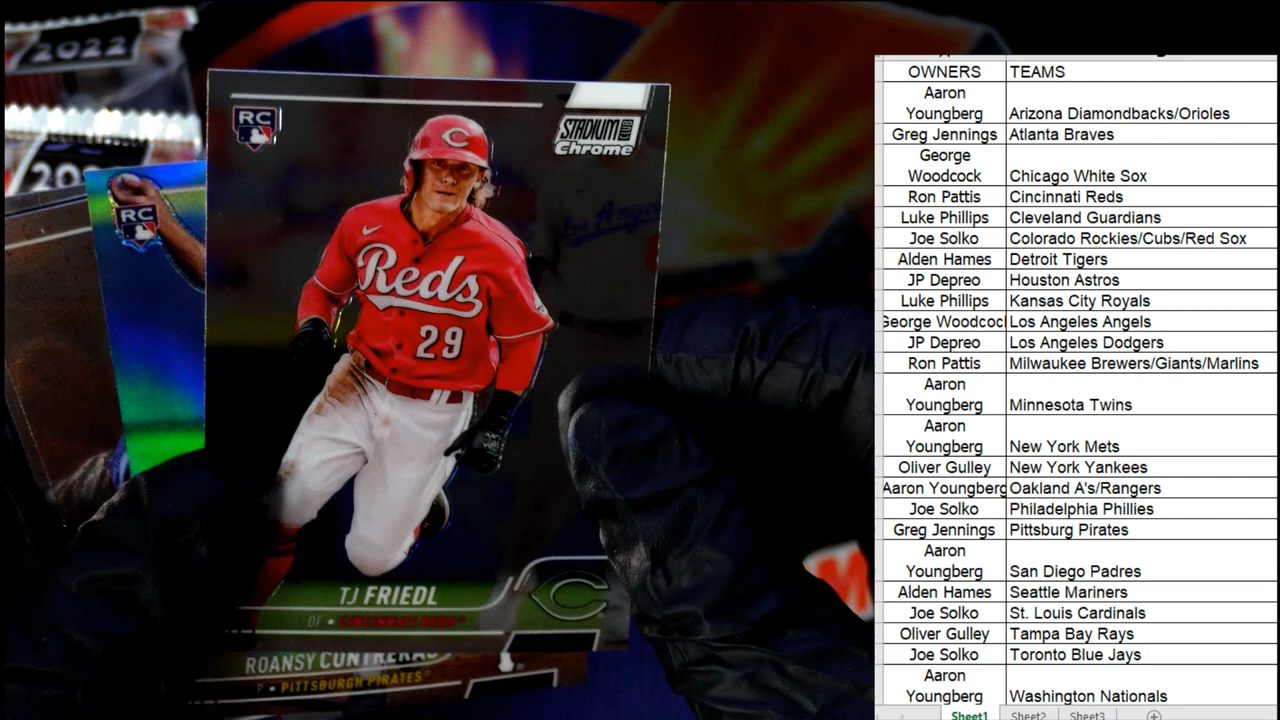 2022
20
RC
RC
STADIUM CLUB
Chrome
Reds
29
TJ FRIEDL
OF • CINCINNATI REDS
ROANSY CONTRERAS
P • PITTSBURGH PIRATES
OWNERS TEAMS
Aaron Youngberg Arizona Diamondbacks/Orioles
Greg Jennings Atlanta Braves
George Woodcock Chicago White Sox
Ron Pattis Cincinnati Reds
Luke Phillips Cleveland Guardians
Joe Solko Colorado Rockies/Cubs/Red Sox
Alden Hames Detroit Tigers
JP Depreo Houston Astros
Luke Phillips Kansas City Royals
George Woodcock Los Angeles Angels
JP Depreo Los Angeles Dodgers
Ron Pattis Milwaukee Brewers/Giants/Marlins
Aaron Youngberg Minnesota Twins
Aaron Youngberg New York Mets
Oliver Gulley New York Yankees
Aaron Youngberg Oakland A's/Rangers
Joe Solko Philadelphia Phillies
Greg Jennings Pittsburg Pirates
Aaron Youngberg San Diego Padres
Alden Hames Seattle Mariners
Joe Solko St. Louis Cardinals
Oliver Gulley Tampa Bay Rays
Joe Solko Toronto Blue Jays
Aaron Youngberg Washington Nationals
Sheet1 Sheet2 Sheet3